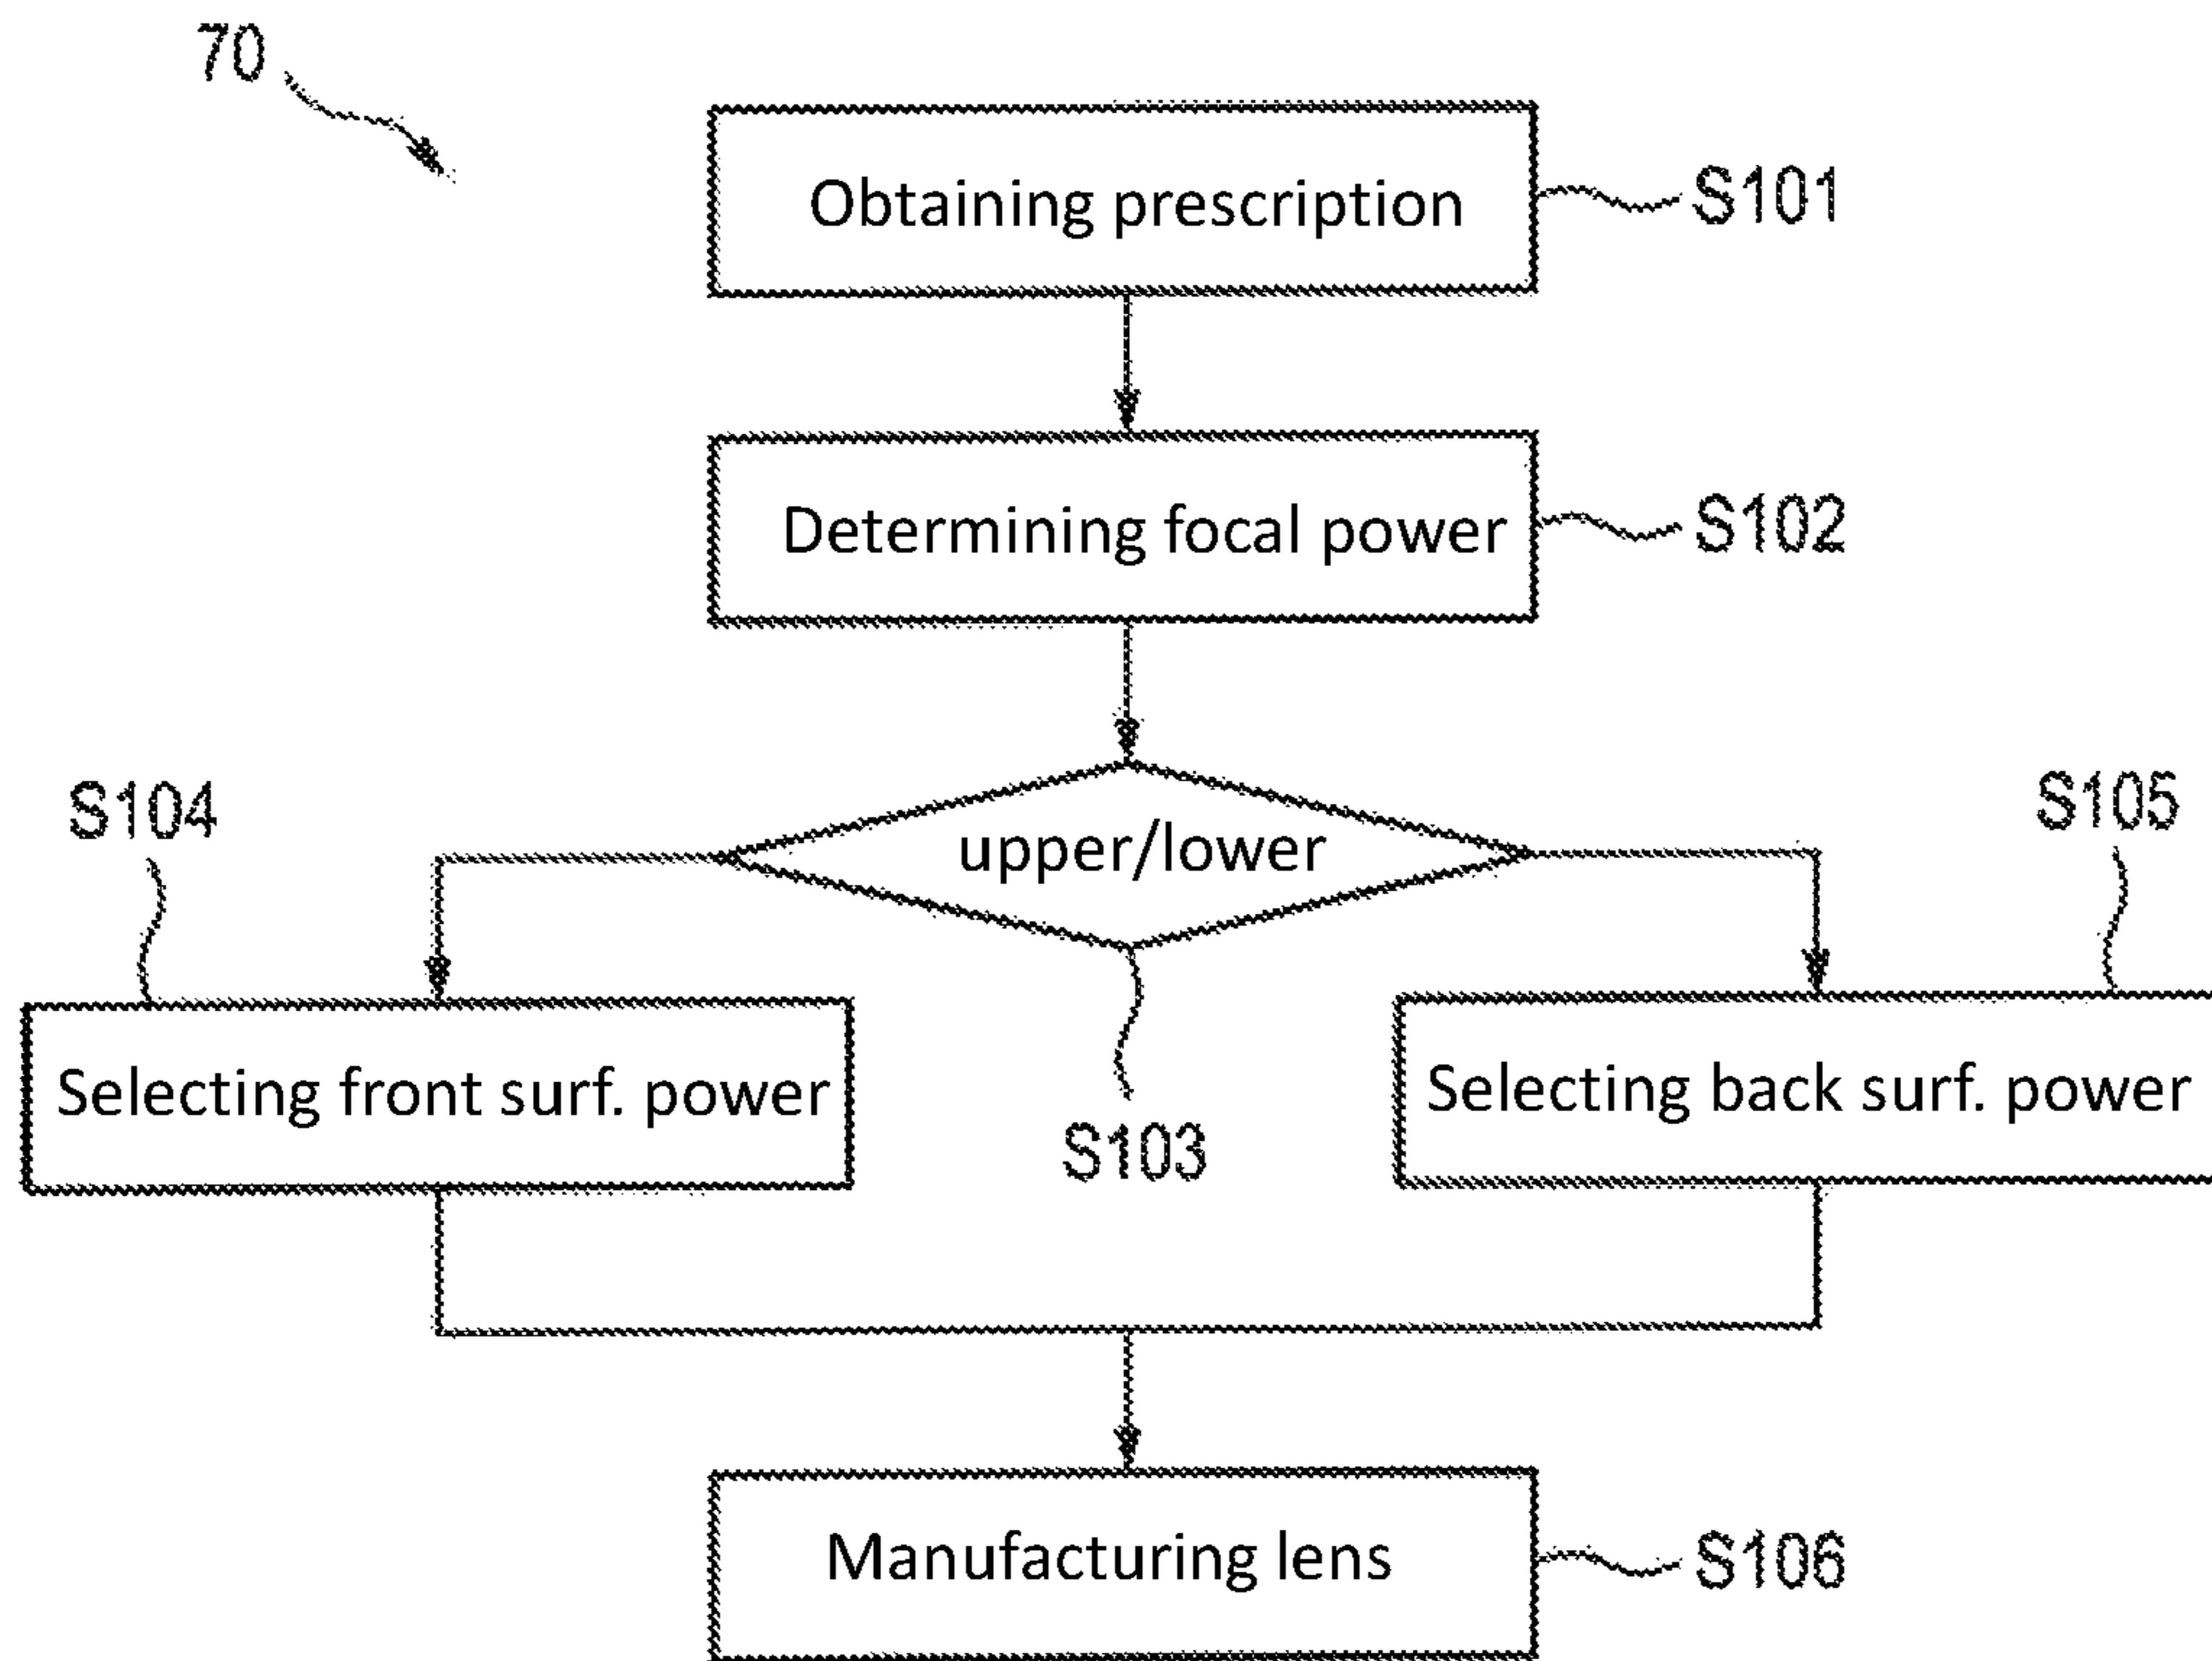 70
Obtaining prescription
S101
Determining focal power
S102
upper/lower
S104
S105
Selecting front surf. power
Selecting back surf. power
S103
Manufacturing lens
S106